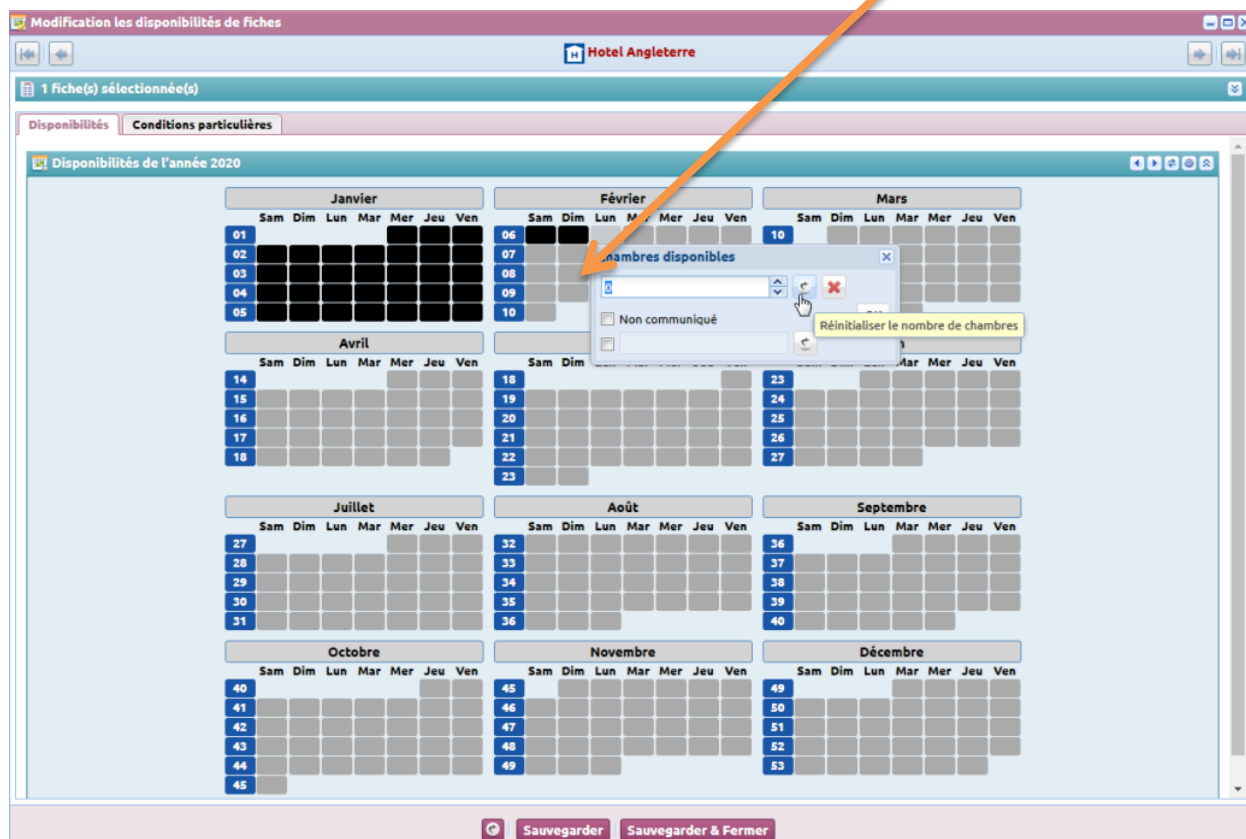 Modification les disponibilités de fiches
Hotel Angleterre
1 fiche(s) sélectionnée(s)
Disponibilités Conditions particulières
Disponibilités de l'année 2020
Janvier Février Mars
Sam Dim Lun Mar Mer Jeu Ven Sam Dim Lun Mar Mer Jeu Ven Sam Dim Lun Mar Mer Jeu Ven
01 06 10
02 07
03 08
04 09
05 10
Chambres disponibles
0
Non communiqué
Réinitialiser le nombre de chambres
Avril
Sam Dim Lun Mar Mer Jeu Ven Sam Dim Mar Mer Jeu Ven
14 18 23
15 19 24
16 20 25
17 21 26
18 22 27
23
Juillet Août Septembre
Sam Dim Lun Mar Mer Jeu Ven Sam Dim Lun Mar Mer Jeu Ven Sam Dim Lun Mar Mer Jeu Ven
27 32 36
28 33 37
29 34 38
30 35 39
31 36 40
Octobre Novembre Décembre
Sam Dim Lun Mar Mer Jeu Ven Sam Dim Lun Mar Mer Jeu Ven Sam Dim Lun Mar Mer Jeu Ven
40 45 49
41 46 50
42 47 51
43 48 52
44 49 53
45
Sauvegarder Sauvegarder & Fermer